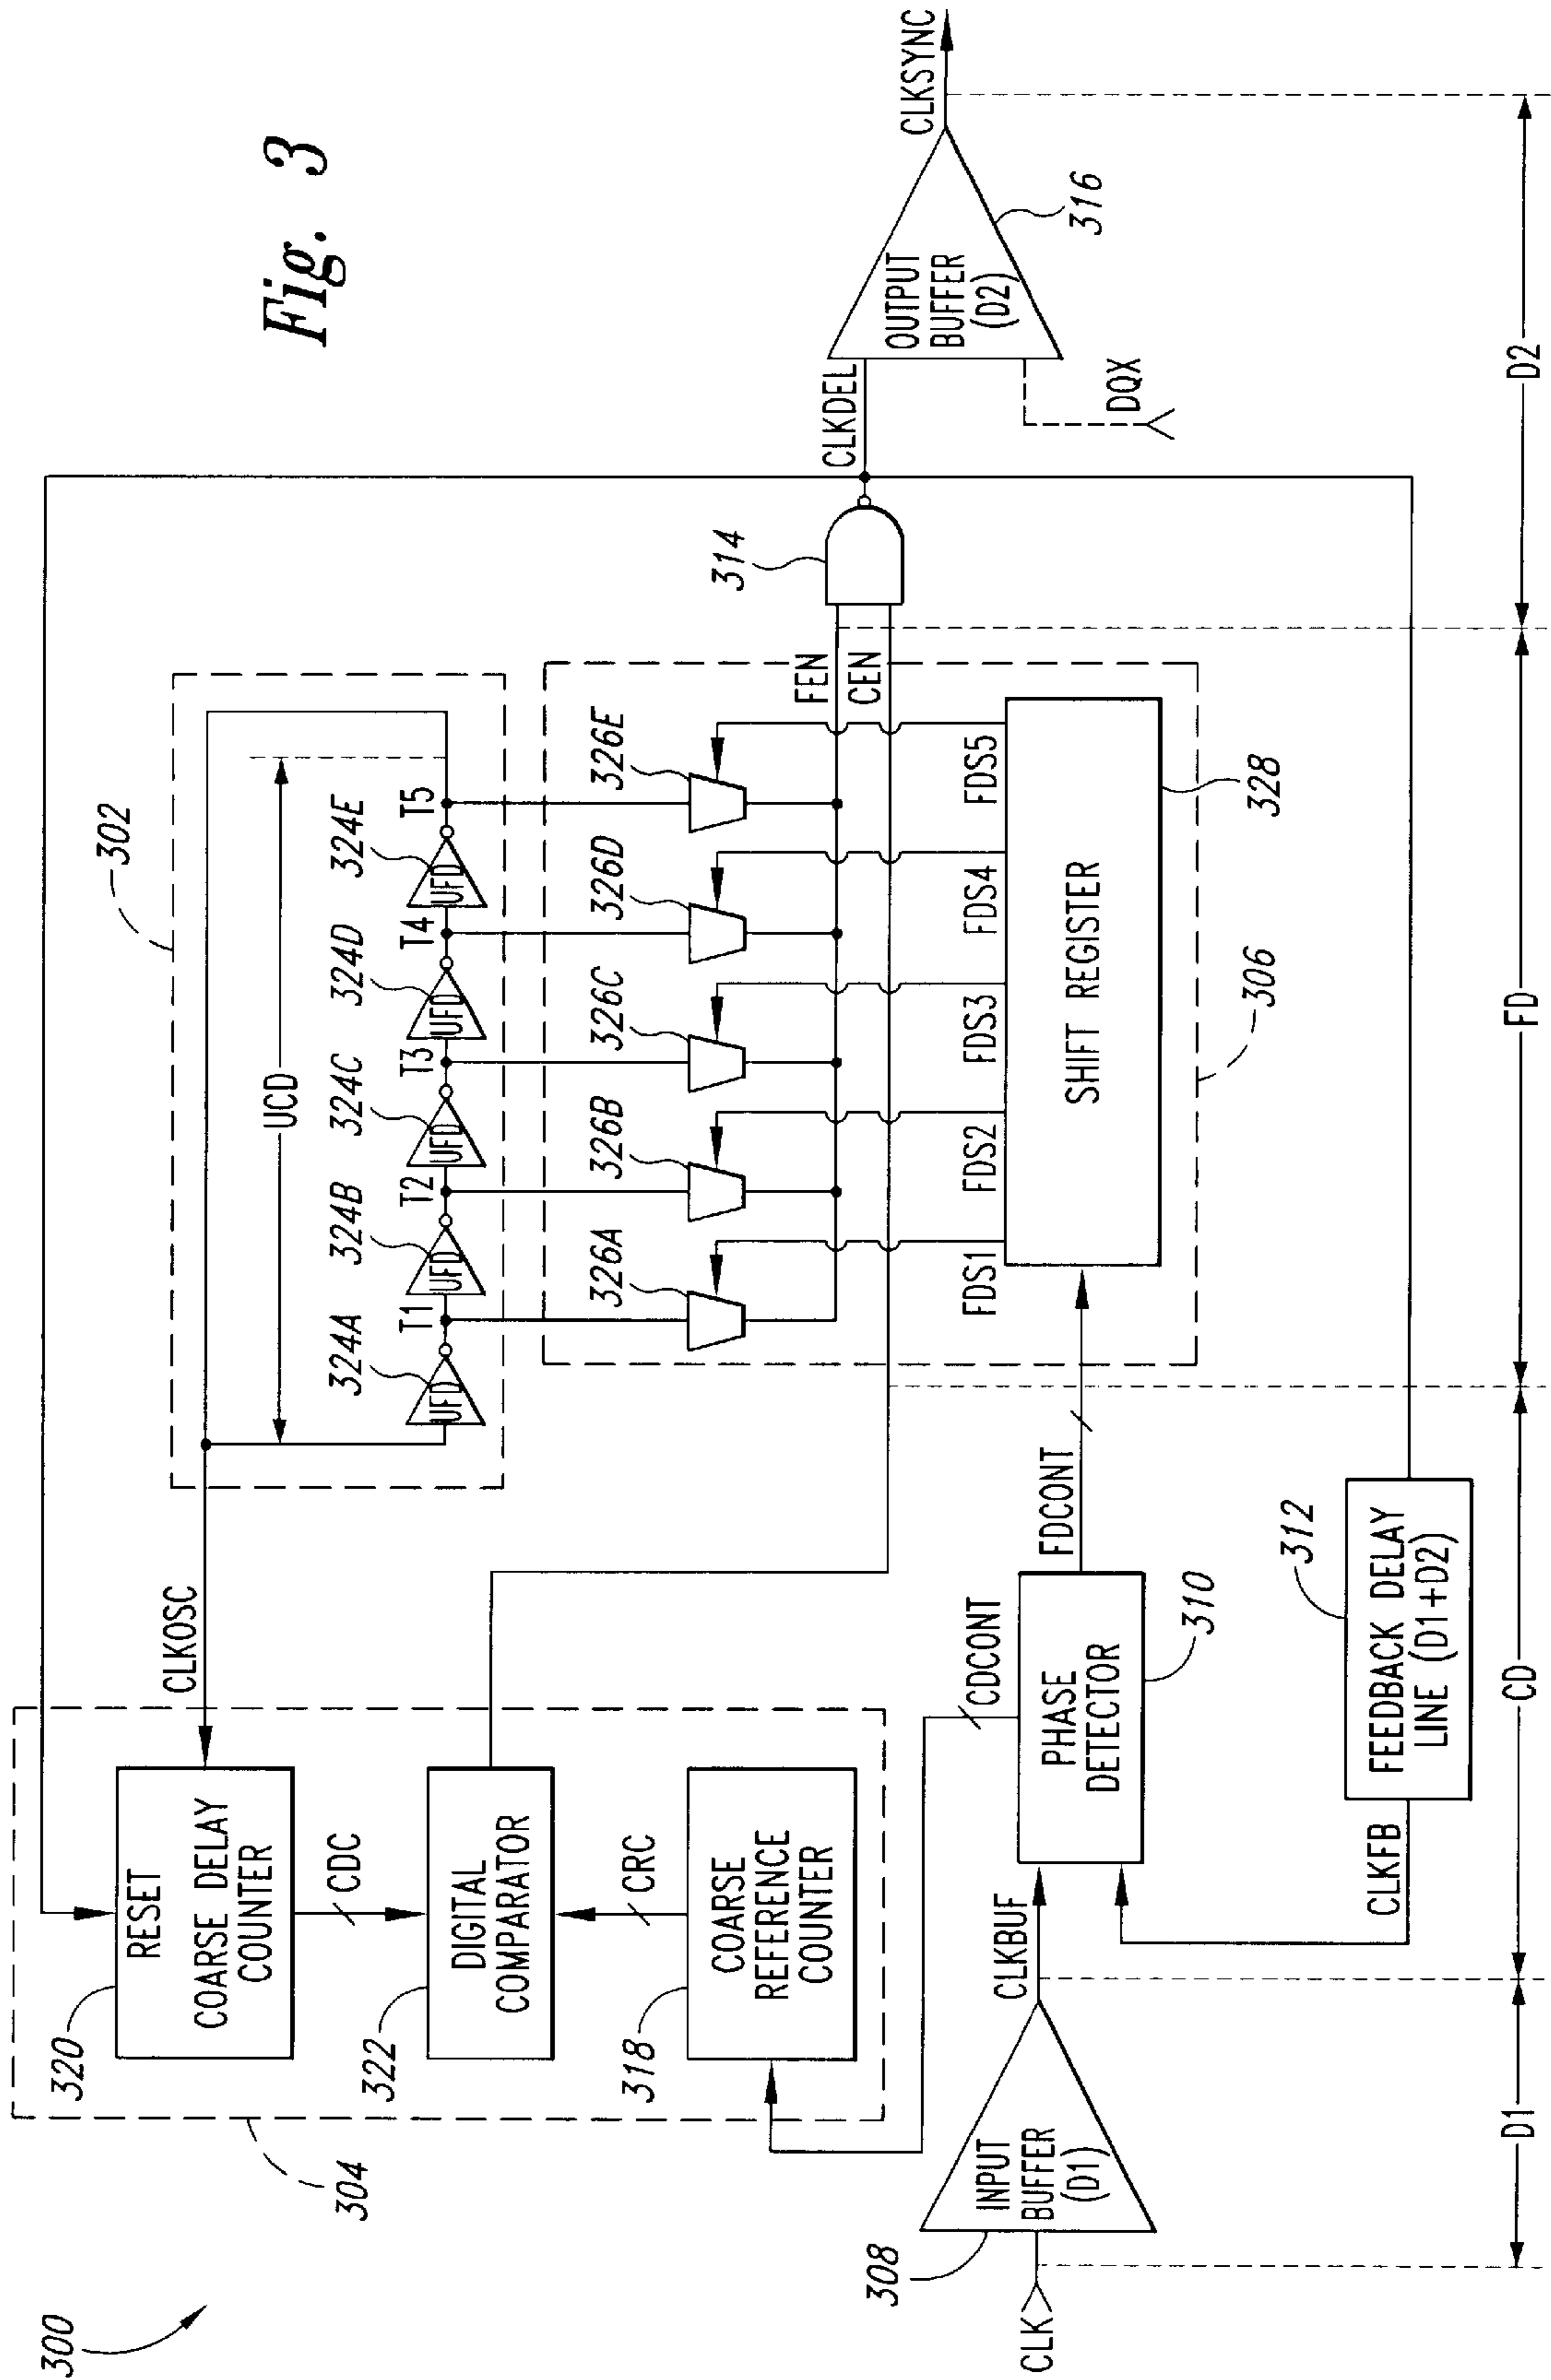 Fig. 3
300
302
UCD
324A
324B
324C
324D
324E
UFD
UFD
UFD
UFD
UFD
T1
T2
T3
T4
T5
CLKOSC
304
320
RESET
COARSE DELAY
COUNTER
CDC
322
DIGITAL
COMPARATOR
CRC
318
COARSE
REFERENCE
COUNTER
326A
326B
326C
326D
326E
FEN
CEN
FDS1
FDS2
FDS3
FDS4
FDS5
SHIFT REGISTER
328
306
314
CLKDEL
OUTPUT
BUFFER
(D2)
316
CLKSYNC
DQX
CLK
308
INPUT
BUFFER
(D1)
CLKBUF
CDCONT
PHASE
DETECTOR
310
FDCONT
312
FEEDBACK DELAY
LINE (D1+D2)
CLKFB
D1
CD
FD
D2